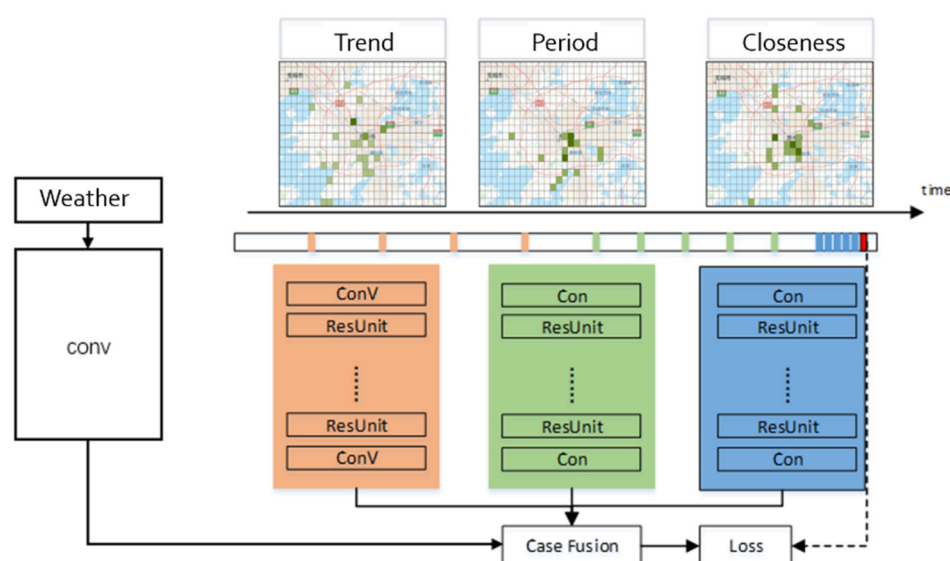 Trend
Period
Closeness
Weather
time
conv
ConV
ResUnit
ResUnit
ConV
Con
ResUnit
ResUnit
Con
Con
ResUnit
ResUnit
Con
Case Fusion
Loss